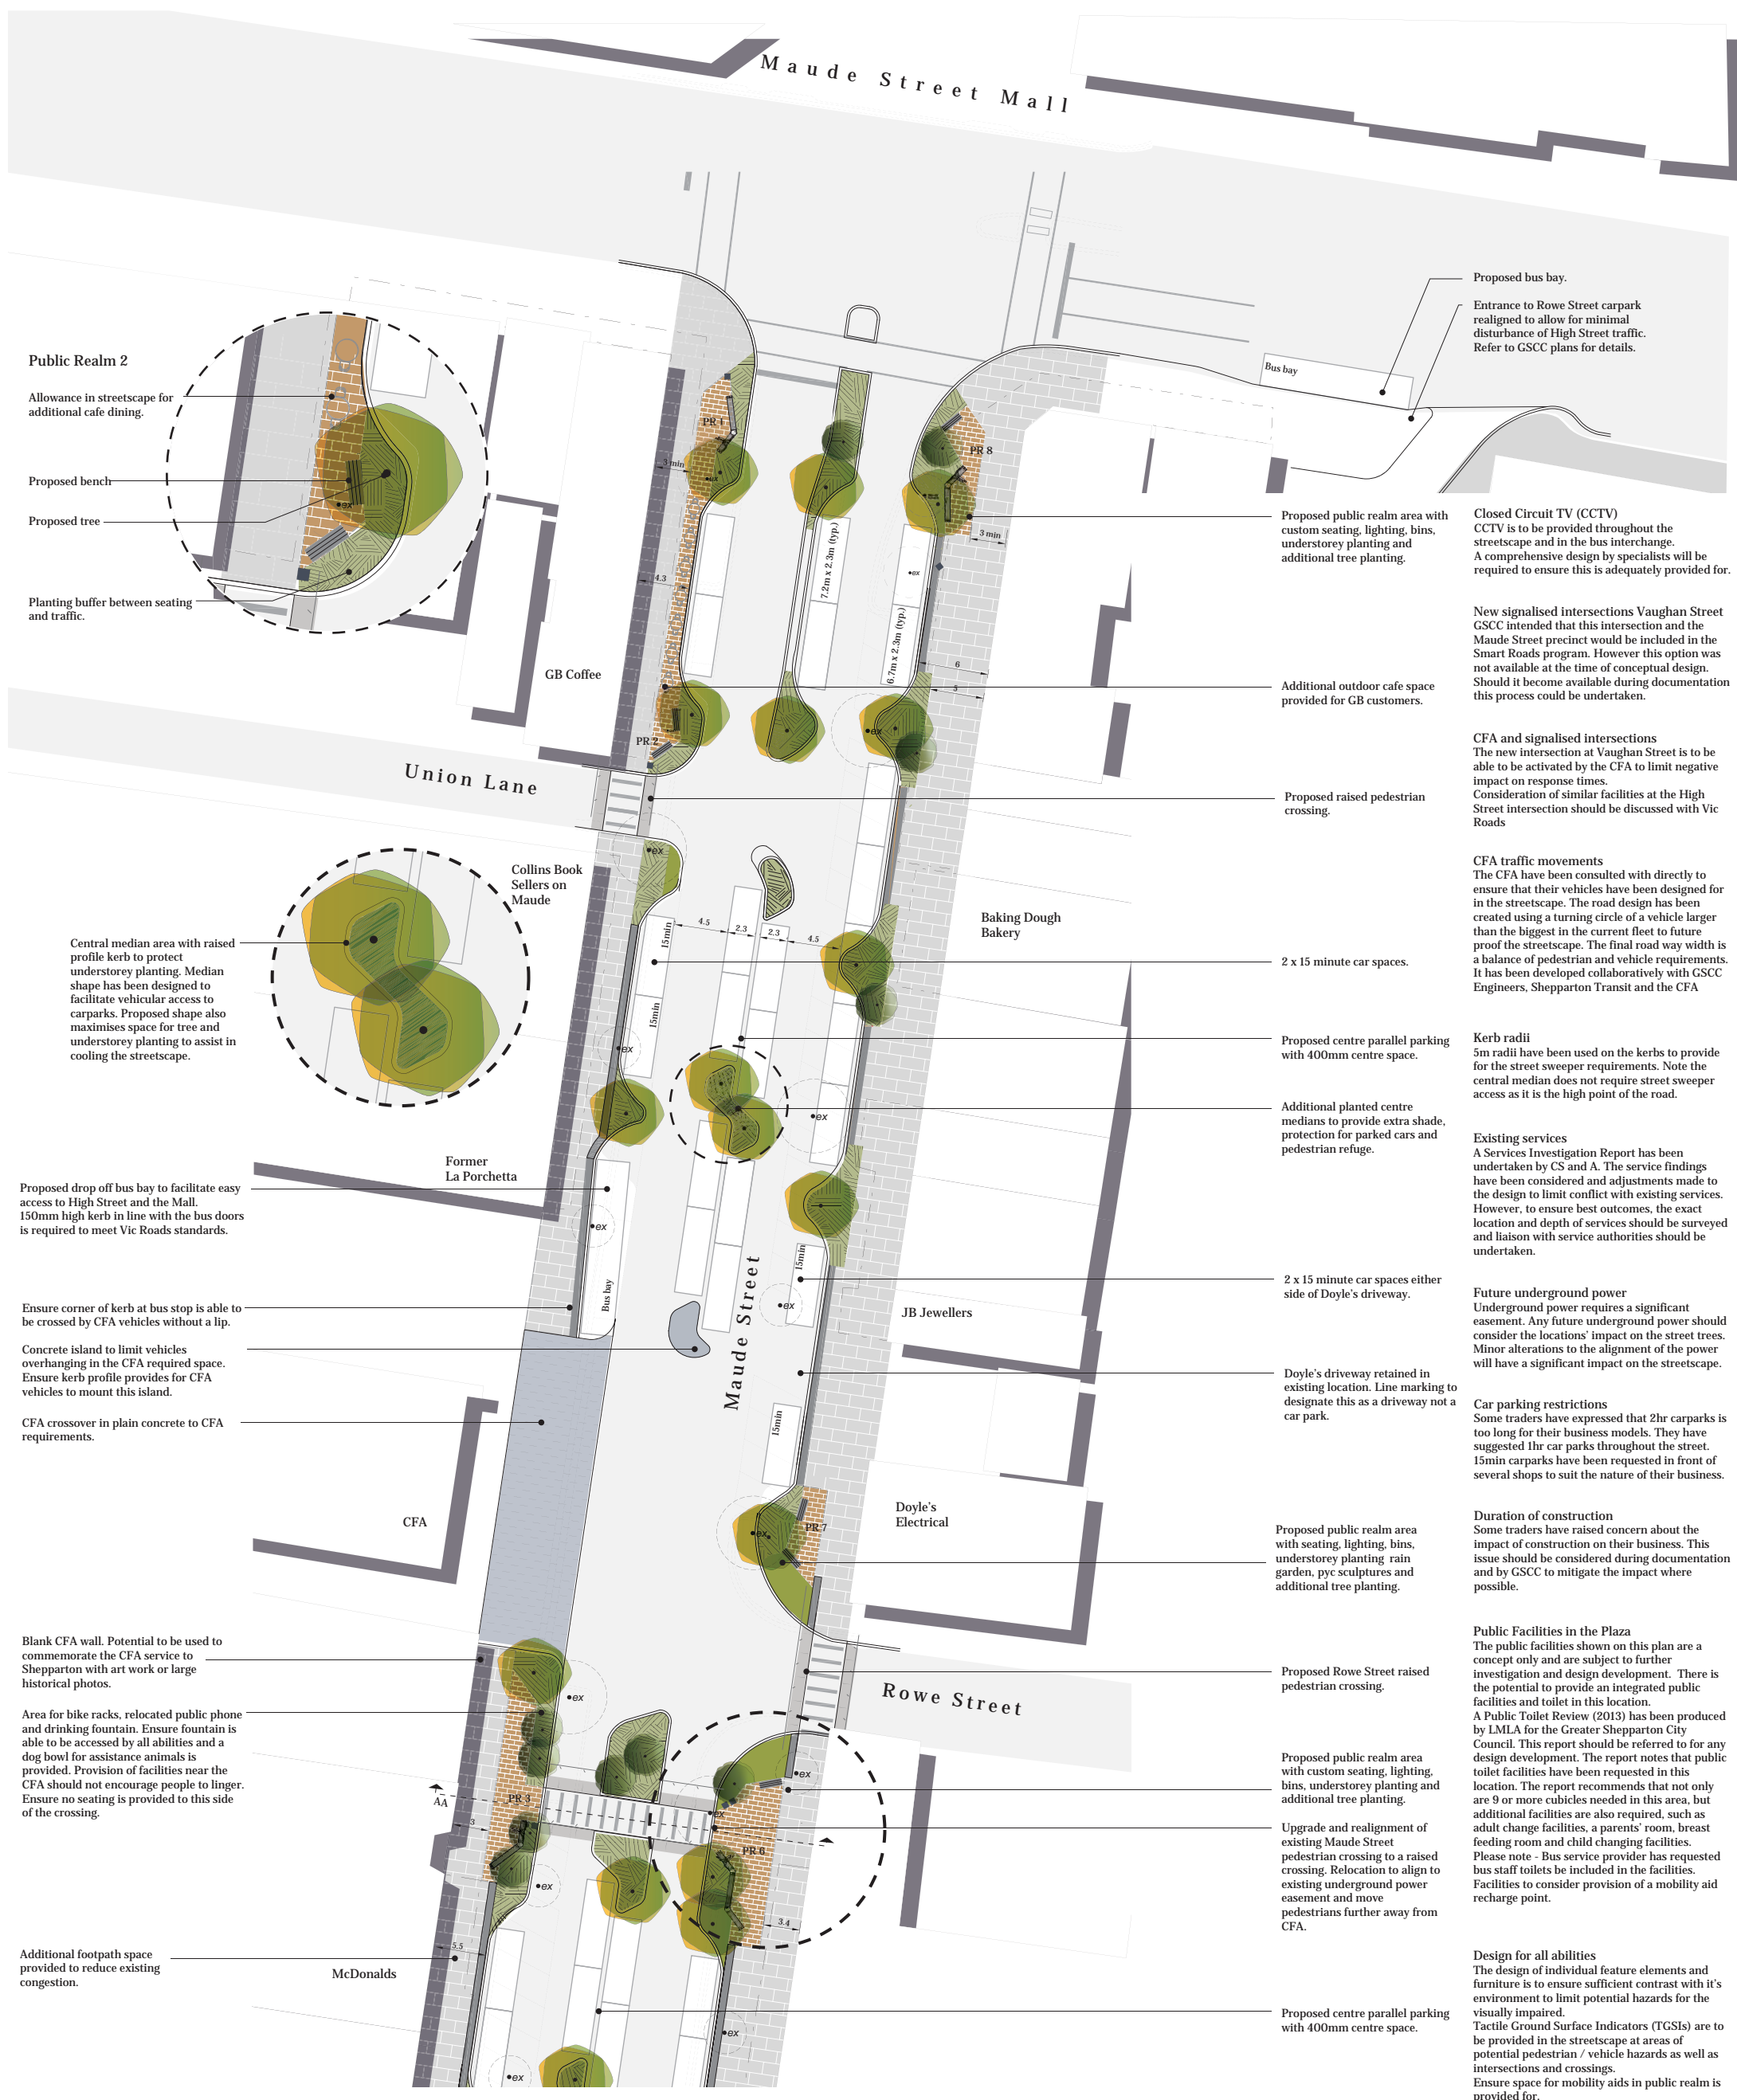 Maude Street Mall
Public Realm 2
Allowance in streetscape for
additional cafe dining.
Proposed bench
Proposed tree
Planting buffer between seating
and traffic.
ex
Proposed bus bay.
Entrance to Rowe Street carpark
realigned to allow for minimal
disturbance of High Street traffic.
Refer to GSCC plans for details.
Bus bay
PR 1
PR 8
3 min
ex
3 min
4.3
7.2m x 2.3m (typ.)
ex
6.7m x 2.3m (typ.)
6
5
GB Coffee
PR 2
ex
Union Lane
ex
Collins Book
Sellers on
Maude
15min
4.5
2.3
2.3
4.5
15min
ex
Baking Dough
Bakery
ex
Central median area with raised
profile kerb to protect
understorey planting. Median
shape has been designed to
facilitate vehicular access to
carparks. Proposed shape also
maximises space for tree and
understorey planting to assist in
cooling the streetscape.
Former
La Porchetta
Proposed drop off bus bay to facilitate easy
access to High Street and the Mall.
150mm high kerb in line with the bus doors
is required to meet Vic Roads standards.
ex
Bus bay
Maude Street
15min
ex
JB Jewellers
15min
Ensure corner of kerb at bus stop is able to
be crossed by CFA vehicles without a lip.
Concrete island to limit vehicles
overhanging in the CFA required space.
Ensure kerb profile provides for CFA
vehicles to mount this island.
CFA crossover in plain concrete to CFA
requirements.
CFA
Doyle's
Electrical
ex
PR 7
Blank CFA wall. Potential to be used to
commemorate the CFA service to
Shepparton with art work or large
historical photos.
Area for bike racks, relocated public phone
and drinking fountain. Ensure fountain is
able to be accessed by all abilities and a
dog bowl for assistance animals is
provided. Provision of facilities near the
CFA should not encourage people to linger.
Ensure no seating is provided to this side
of the crossing.
ex
Rowe Street
ex
AA
PR 3
ex
3
PR 6
ex
3.4
5.5
Additional footpath space
provided to reduce existing
congestion.
McDonalds
ex
ex
Proposed public realm area with
custom seating, lighting, bins,
understorey planting and
additional tree planting.
Additional outdoor cafe space
provided for GB customers.
Proposed raised pedestrian
crossing.
2 x 15 minute car spaces.
Proposed centre parallel parking
with 400mm centre space.
Additional planted centre
medians to provide extra shade,
protection for parked cars and
pedestrian refuge.
2 x 15 minute car spaces either
side of Doyle's driveway.
Doyle's driveway retained in
existing location. Line marking to
designate this as a driveway not a
car park.
Proposed public realm area
with seating, lighting, bins,
understorey planting rain
garden, pyc sculptures and
additional tree planting.
Proposed Rowe Street raised
pedestrian crossing.
Proposed public realm area
with custom seating, lighting,
bins, understorey planting and
additional tree planting.
Upgrade and realignment of
existing Maude Street
pedestrian crossing to a raised
crossing. Relocation to align to
existing underground power
easement and move
pedestrians further away from
CFA.
Proposed centre parallel parking
with 400mm centre space.
Closed Circuit TV (CCTV)
CCTV is to be provided throughout the
streetscape and in the bus interchange.
A comprehensive design by specialists will be
required to ensure this is adequately provided for.
New signalised intersections Vaughan Street
GSCC intended that this intersection and the
Maude Street precinct would be included in the
Smart Roads program. However this option was
not available at the time of conceptual design.
Should it become available during documentation
this process could be undertaken.
CFA and signalised intersections
The new intersection at Vaughan Street is to be
able to be activated by the CFA to limit negative
impact on response times.
Consideration of similar facilities at the High
Street intersection should be discussed with Vic
Roads
CFA traffic movements
The CFA have been consulted with directly to
ensure that their vehicles have been designed for
in the streetscape. The road design has been
created using a turning circle of a vehicle larger
than the biggest in the current fleet to future
proof the streetscape. The final road way width is
a balance of pedestrian and vehicle requirements.
It has been developed collaboratively with GSCC
Engineers, Shepparton Transit and the CFA
Kerb radii
5m radii have been used on the kerbs to provide
for the street sweeper requirements. Note the
central median does not require street sweeper
access as it is the high point of the road.
Existing services
A Services Investigation Report has been
undertaken by CS and A. The service findings
have been considered and adjustments made to
the design to limit conflict with existing services.
However, to ensure best outcomes, the exact
location and depth of services should be surveyed
and liaison with service authorities should be
undertaken.
Future underground power
Underground power requires a significant
easement. Any future underground power should
consider the locations' impact on the street trees.
Minor alterations to the alignment of the power
will have a significant impact on the streetscape.
Car parking restrictions
Some traders have expressed that 2hr carparks is
too long for their business models. They have
suggested 1hr car parks throughout the street.
15min carparks have been requested in front of
several shops to suit the nature of their business.
Duration of construction
Some traders have raised concern about the
impact of construction on their business. This
issue should be considered during documentation
and by GSCC to mitigate the impact where
possible.
Public Facilities in the Plaza
The public facilities shown on this plan are a
concept only and are subject to further
investigation and design development. There is
the potential to provide an integrated public
facilities and toilet in this location.
A Public Toilet Review (2013) has been produced
by LMLA for the Greater Shepparton City
Council. This report should be referred to for any
design development. The report notes that public
toilet facilities have been requested in this
location. The report recommends that not only
are 9 or more cubicles needed in this area, but
additional facilities are also required, such as
adult change facilities, a parents' room, breast
feeding room and child changing facilities.
Please note - Bus service provider has requested
bus staff toilets be included in the facilities.
Facilities to consider provision of a mobility aid
recharge point.
Design for all abilities
The design of individual feature elements and
furniture is to ensure sufficient contrast with it's
environment to limit potential hazards for the
visually impaired.
Tactile Ground Surface Indicators (TGSIs) are to
be provided in the streetscape at areas of
potential pedestrian / vehicle hazards as well as
intersections and crossings.
Ensure space for mobility aids in public realm is
provided for.